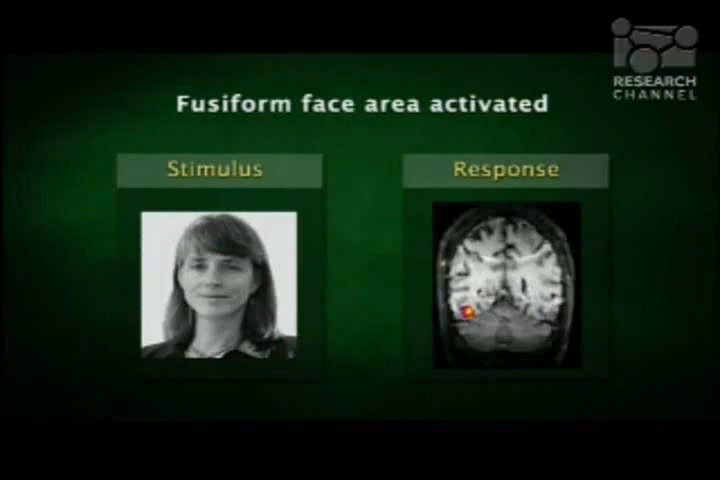 RESEARCH
CHANNEL
Fusiform face area activated
Stimulus
Response